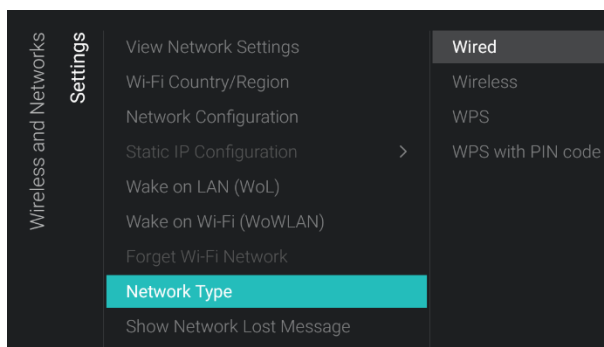 Wireless and Networks
Settings
View Network Settings
Wi-Fi Country/Region
Network Configuration
Static IP Configuration >
Wake on LAN (WoL)
Wake on Wi-Fi (WoWLAN)
Forget Wi-Fi Network
Network Type
Show Network Lost Message
Wired
Wireless
WPS
WPS with PIN code